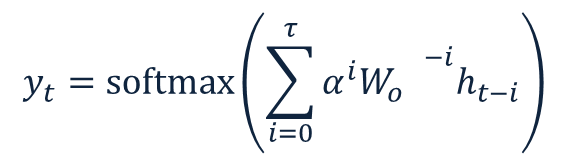 y_t = softmax(∑_{i=0}^{τ} α^i W_o ^{-i} h_{t-i})